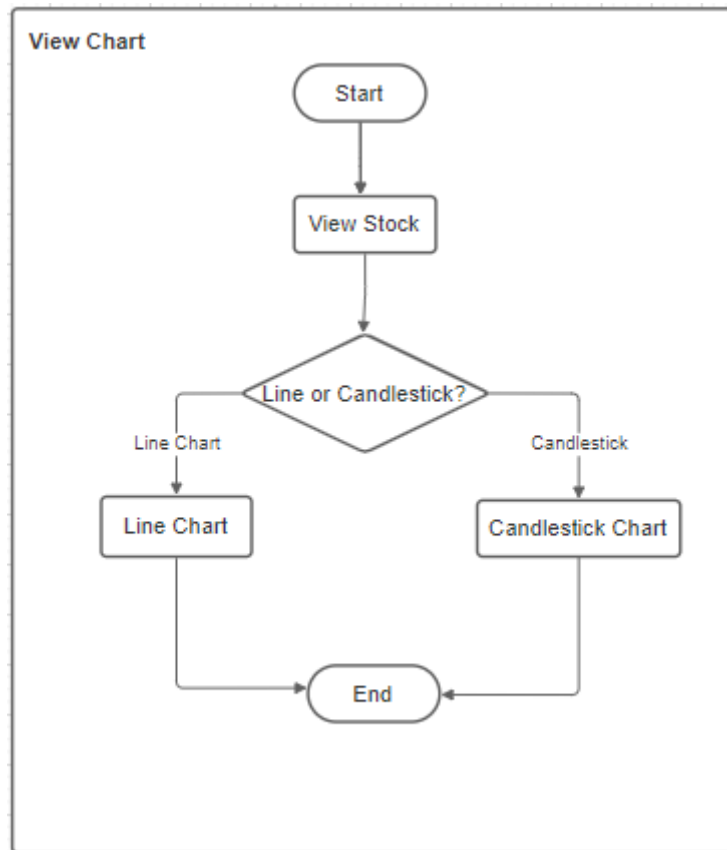 View Chart
Start
View Stock
Line or Candlestick?
Line Chart
Candlestick
Line Chart
Candlestick Chart
End